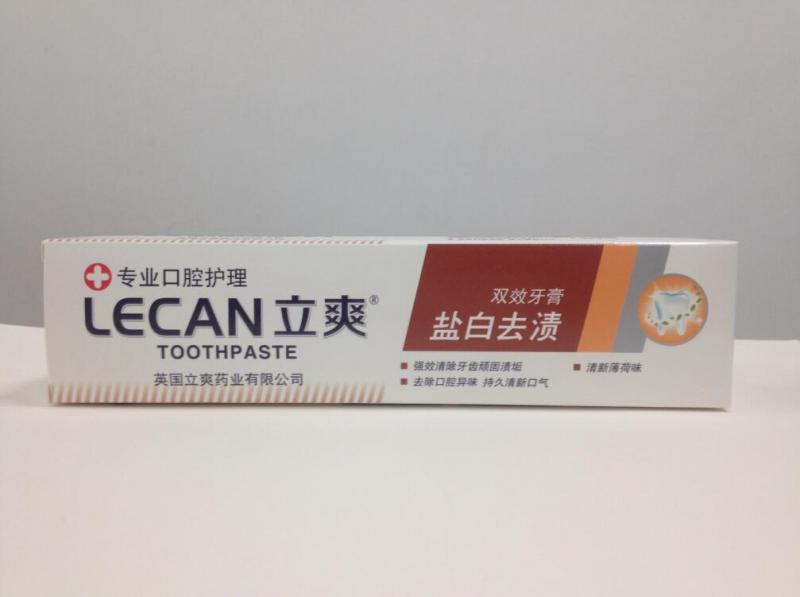 专业口腔护理
LECAN立爽®
TOOTHPASTE
英国立爽药业有限公司
双效牙膏
盐白去渍
强效清除牙齿顽固渍垢
去除口腔异味 持久清新口气
清新薄荷味